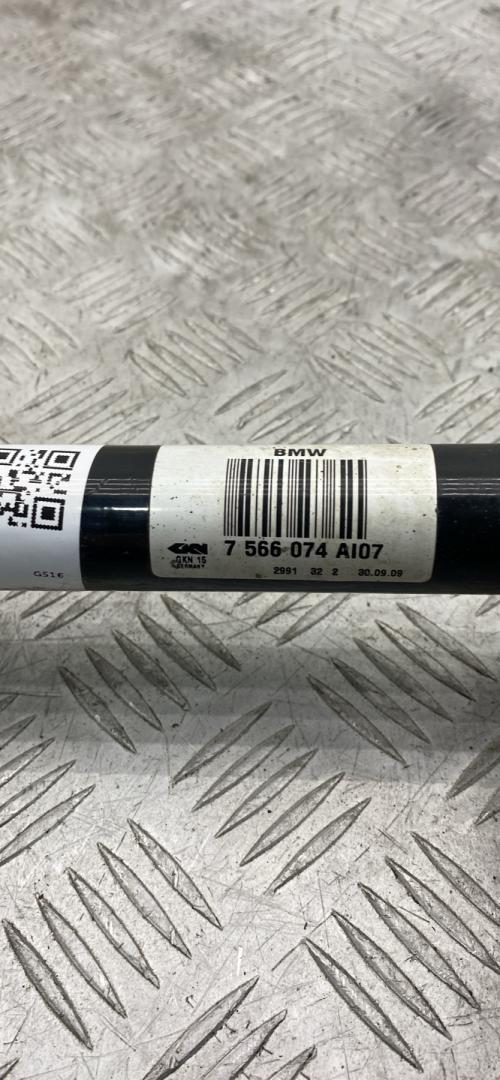 BMW
GKN 7 566 074 AI07
GKN 15
GERMANY
2991 32 2 30.09.09
G516